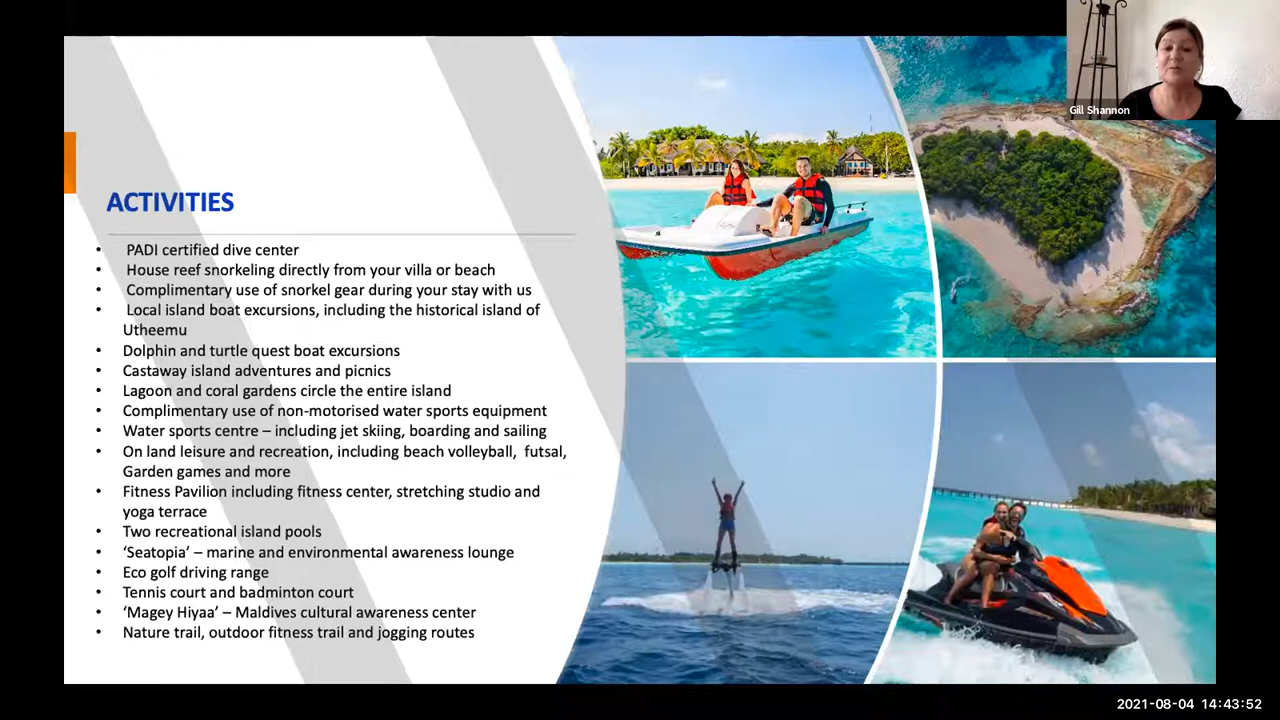 Gill Shannon
ACTIVITIES
• PADI certified dive center
• House reef snorkeling directly from your villa or beach
• Complimentary use of snorkel gear during your stay with us
• Local island boat excursions, including the historical island of
Utheemu
• Dolphin and turtle quest boat excursions
• Castaway island adventures and picnics
• Lagoon and coral gardens circle the entire island
• Complimentary use of non-motorised water sports equipment
• Water sports centre – including jet skiing, boarding and sailing
• On land leisure and recreation, including beach volleyball, futsal,
Garden games and more
• Fitness Pavilion including fitness center, stretching studio and
yoga terrace
• Two recreational island pools
• ‘Seatopia’ – marine and environmental awareness lounge
• Eco golf driving range
• Tennis court and badminton court
• ‘Magey Hiyaa’ – Maldives cultural awareness center
• Nature trail, outdoor fitness trail and jogging routes
2021-08-04 14:43:52